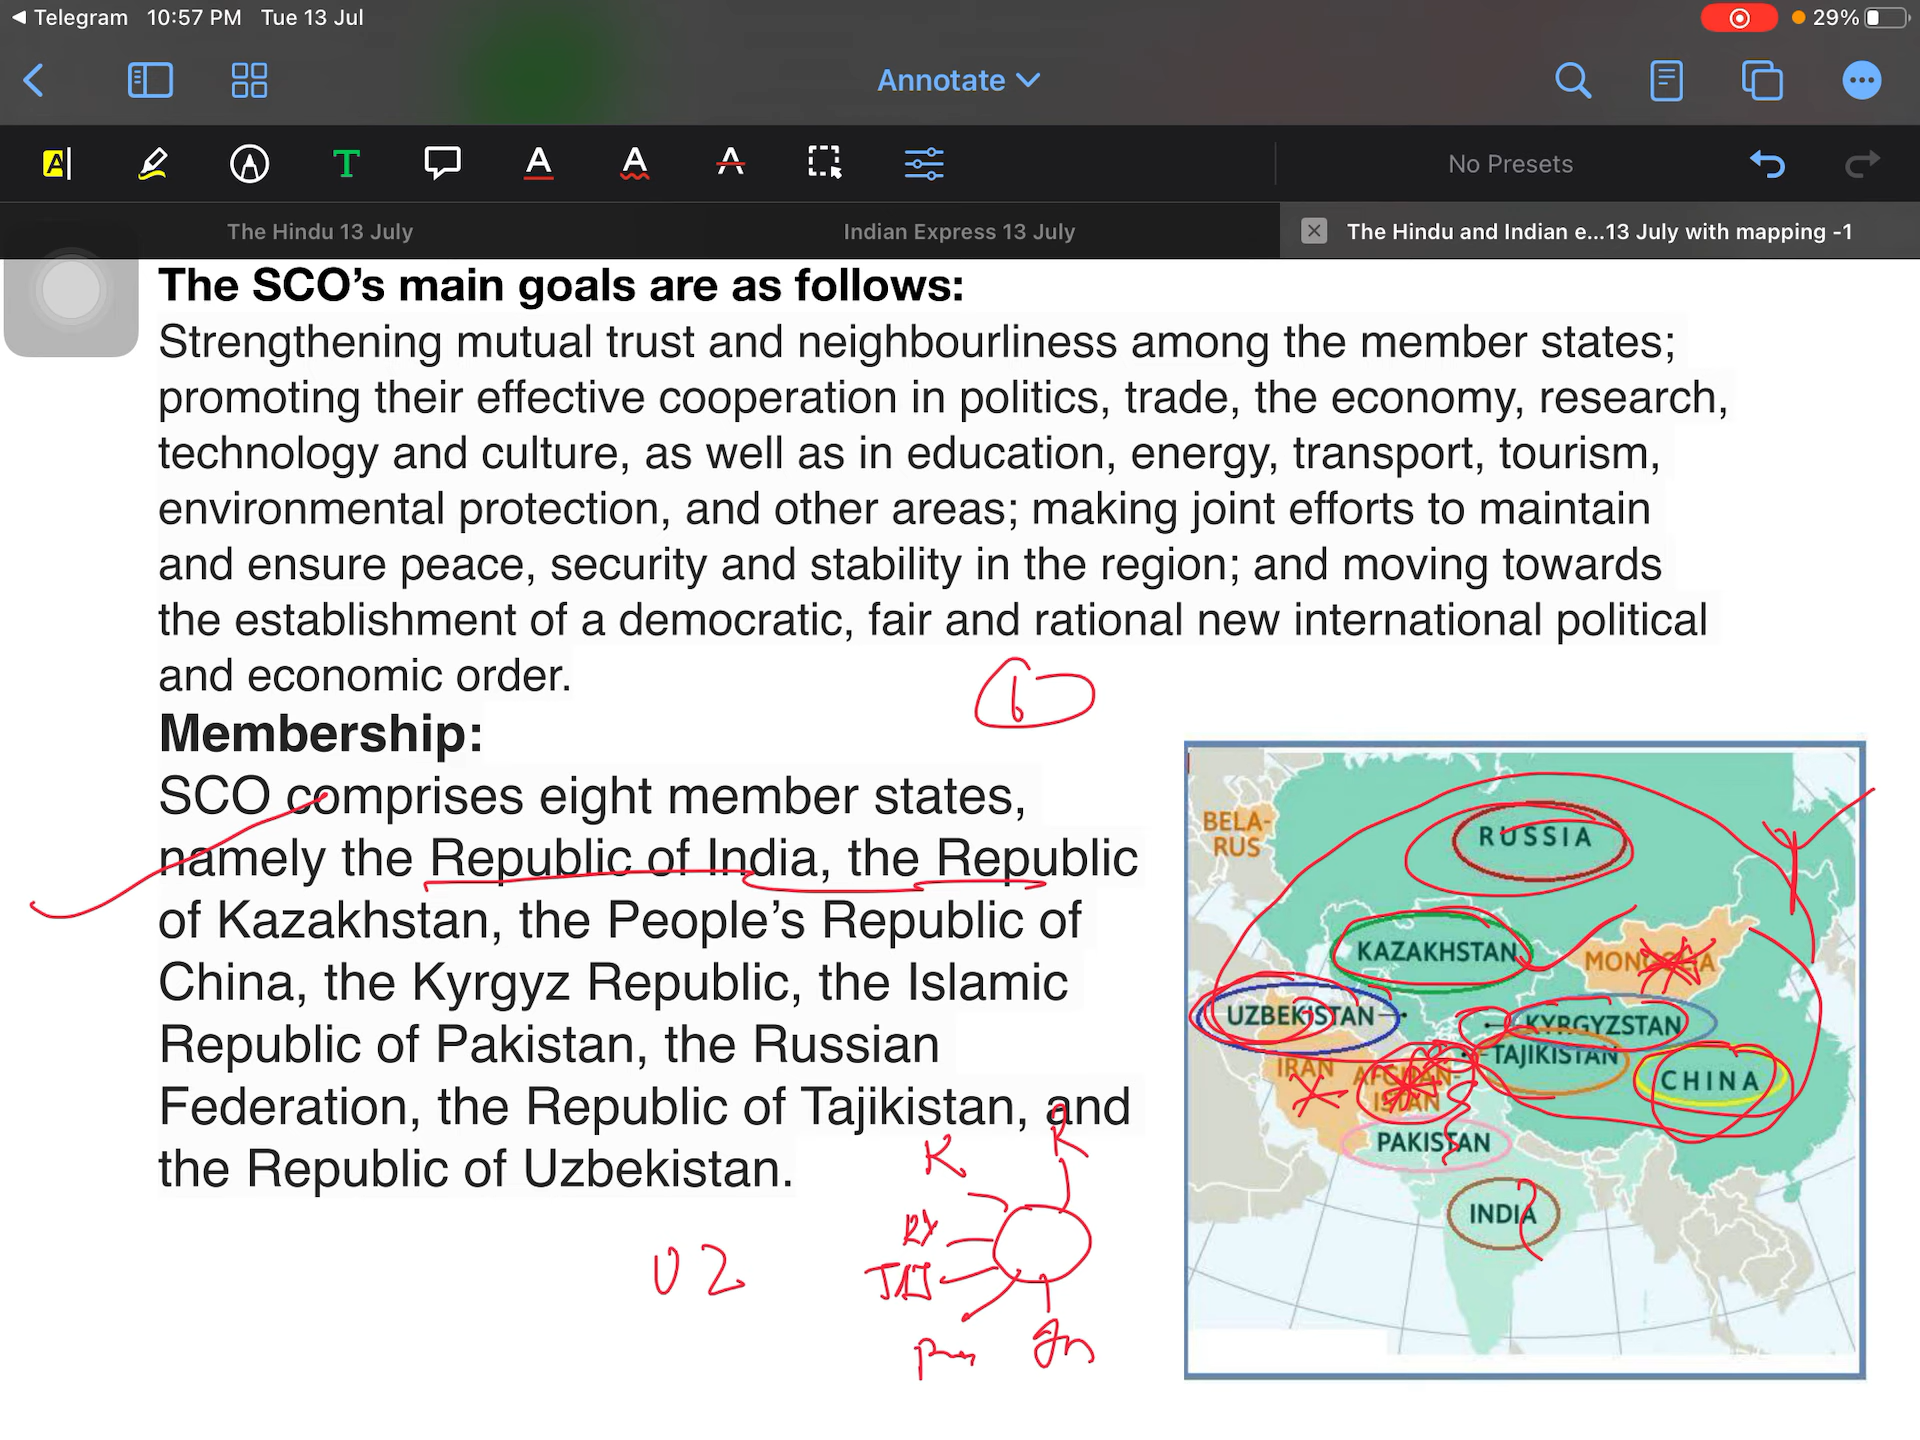 Telegram 10:57 PM Tue 13 Jul 29%
Annotate
A T A A A No Presets
The Hindu 13 July Indian Express 13 July The Hindu and Indian e...13 July with mapping -1
The SCO’s main goals are as follows:
Strengthening mutual trust and neighbourliness among the member states;
promoting their effective cooperation in politics, trade, the economy, research,
technology and culture, as well as in education, energy, transport, tourism,
environmental protection, and other areas; making joint efforts to maintain
and ensure peace, security and stability in the region; and moving towards
the establishment of a democratic, fair and rational new international political
and economic order.
6
Membership:
SCO comprises eight member states,
namely the Republic of India, the Republic
of Kazakhstan, the People’s Republic of
China, the Kyrgyz Republic, the Islamic
Republic of Pakistan, the Russian
Federation, the Republic of Tajikistan, and
the Republic of Uzbekistan.
K R
KY
TAJ
UZ
BELA-
RUS
RUSSIA
KAZAKHSTAN
MONGOLIA
UZBEKISTAN
KYRGYZSTAN
TAJIKISTAN
IRAN
AFGHAN-
ISTAN
CHINA
PAKISTAN
INDIA